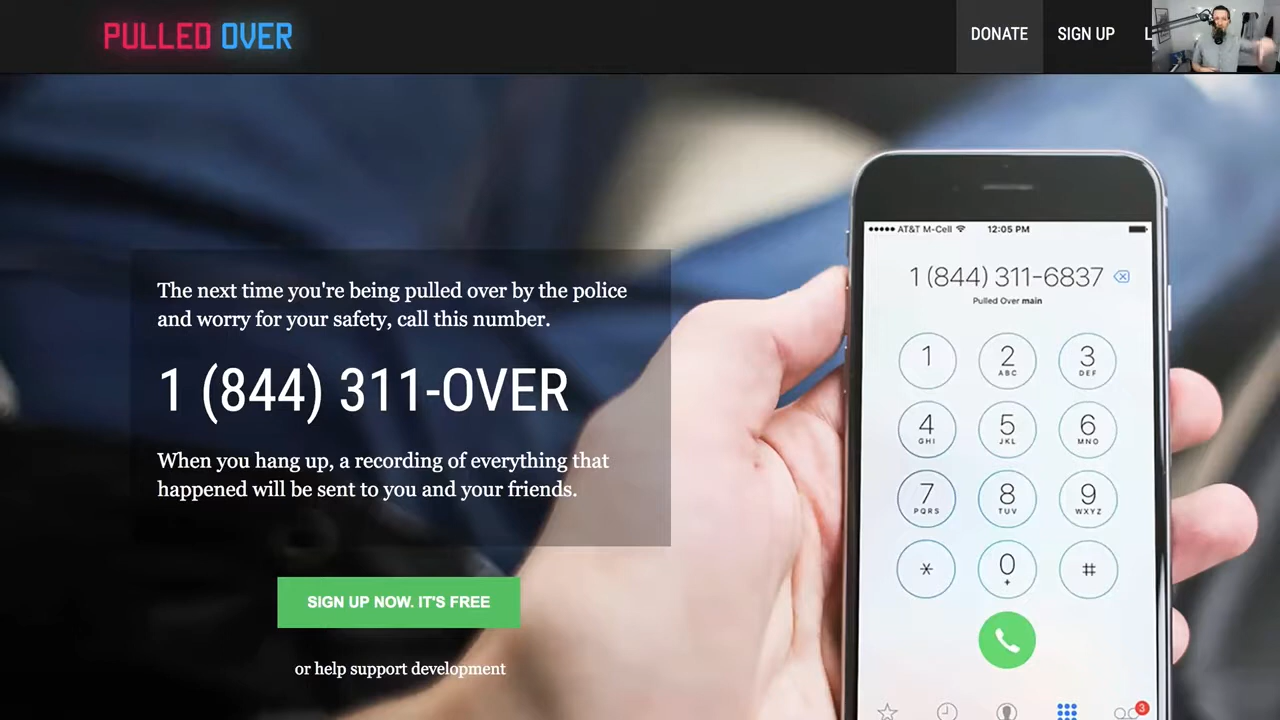 PULLED OVER
DONATE
SIGN UP
L
The next time you're being pulled over by the police
and worry for your safety, call this number.
1 (844) 311-OVER
When you hang up, a recording of everything that
happened will be sent to you and your friends.
SIGN UP NOW. IT'S FREE
or help support development
AT&T M-Cell
12:05 PM
1 (844) 311-6837
Pulled Over main
1
2
ABC
3
DEF
4
GHI
5
JKL
6
MNO
7
PQRS
8
TUV
9
WXYZ
*
0
+
#
3